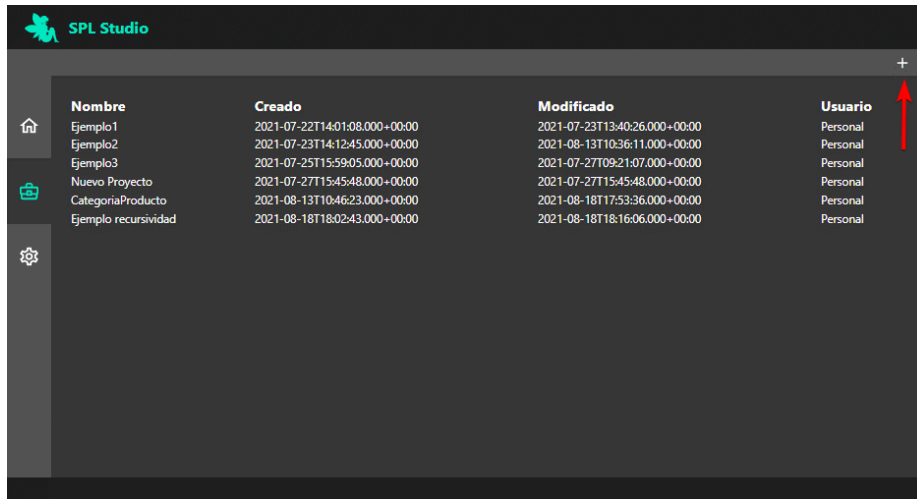 SPL Studio
+
Nombre Creado Modificado Usuario
Ejemplo1 2021-07-22T14:01:08.000+00:00 2021-07-23T13:40:26.000+00:00 Personal
Ejemplo2 2021-07-23T14:12:45.000+00:00 2021-08-13T10:36:11.000+00:00 Personal
Ejemplo3 2021-07-25T15:59:05.000+00:00 2021-07-27T09:21:07.000+00:00 Personal
Nuevo Proyecto 2021-07-27T15:45:48.000+00:00 2021-07-27T15:45:48.000+00:00 Personal
CategoriaProducto 2021-08-13T10:46:23.000+00:00 2021-08-18T17:53:36.000+00:00 Personal
Ejemplo recursividad 2021-08-18T18:02:43.000+00:00 2021-08-18T18:16:06.000+00:00 Personal